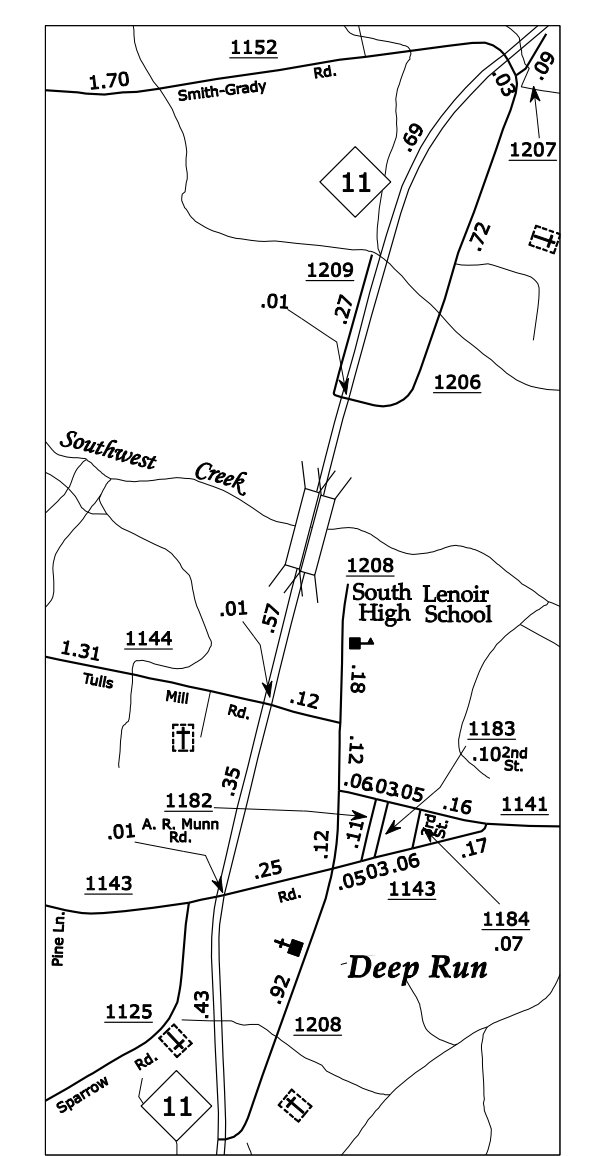 1152
1.70
Smith-Grady
Rd.
.03
.09
.69
1207
11
.72
1209
.01
.27
1206
Southwest
Creek
1208
South Lenoir
High School
.01
.57
1144
1.31
Tulls
Mill
Rd.
.12
.18
1183
.10 2nd
St.
.12
.35
.06 .03 .05
.16
1141
1182
.01
A. R. Munn
Rd.
.11
3rd
St.
.12
.17
.25
1143
Rd.
.05 .03 .06
1143
1184
.07
Pine Ln.
Deep Run
.92
1125
.43
1208
Rd.
Sparrow
11